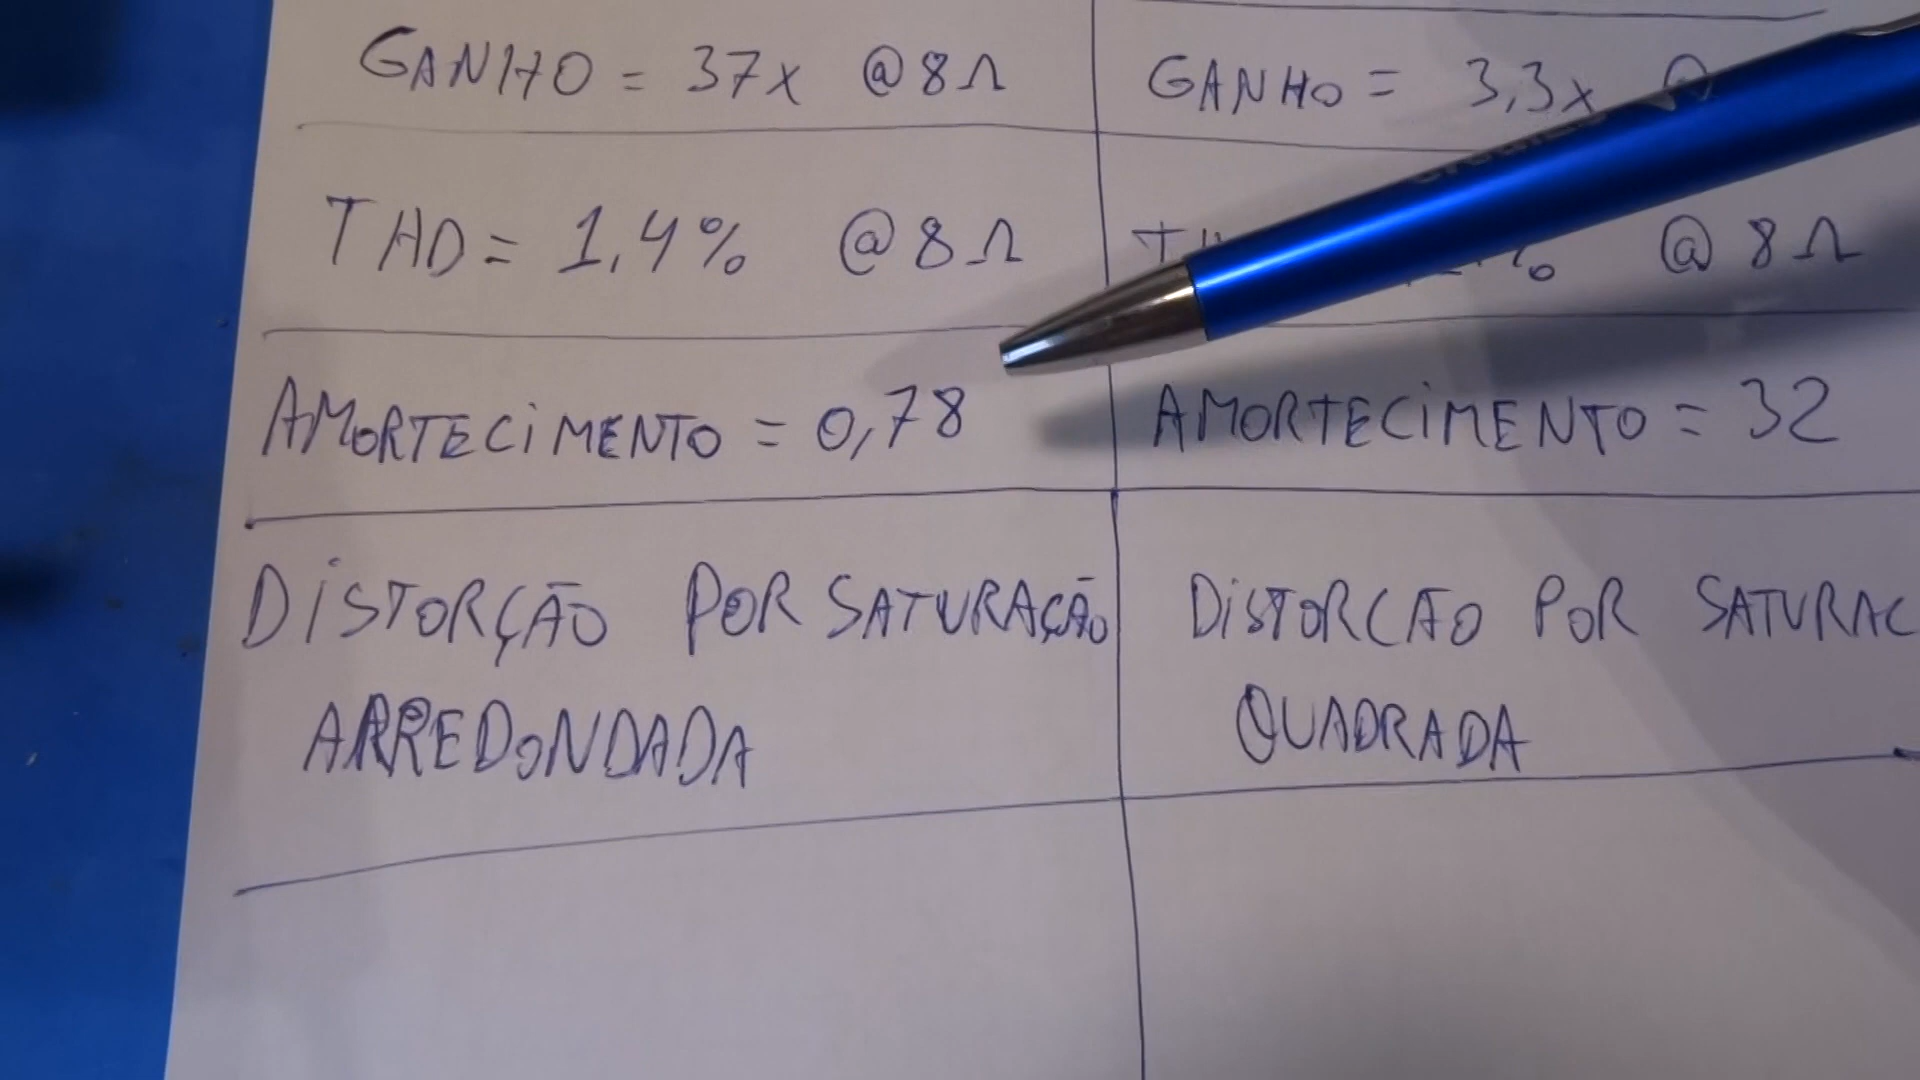 GANHO = 37x @8Ω
GANHO = 3,3x @
THD = 1,4% @8Ω
@ 8Ω
AMORTECiMENTO = 0,78
AMORTECiMENTO = 32
DiSTORÇÃO POR SATURAÇÃO
ARREDONDADA
DiSTORCÃO POR SATURAC
QUADRADA